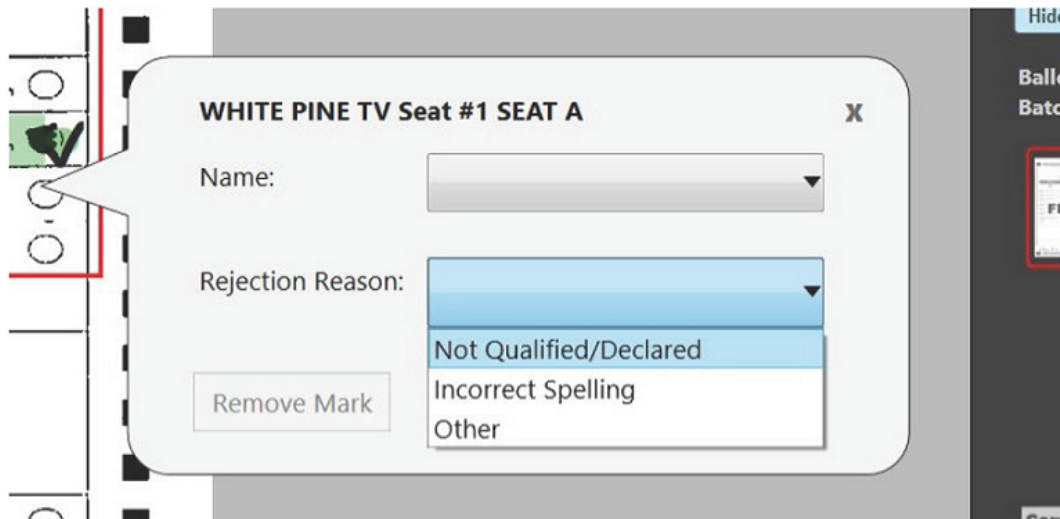 WHITE PINE TV Seat #1 SEAT A
X
Name:
Rejection Reason:
Not Qualified/Declared
Incorrect Spelling
Other
Remove Mark